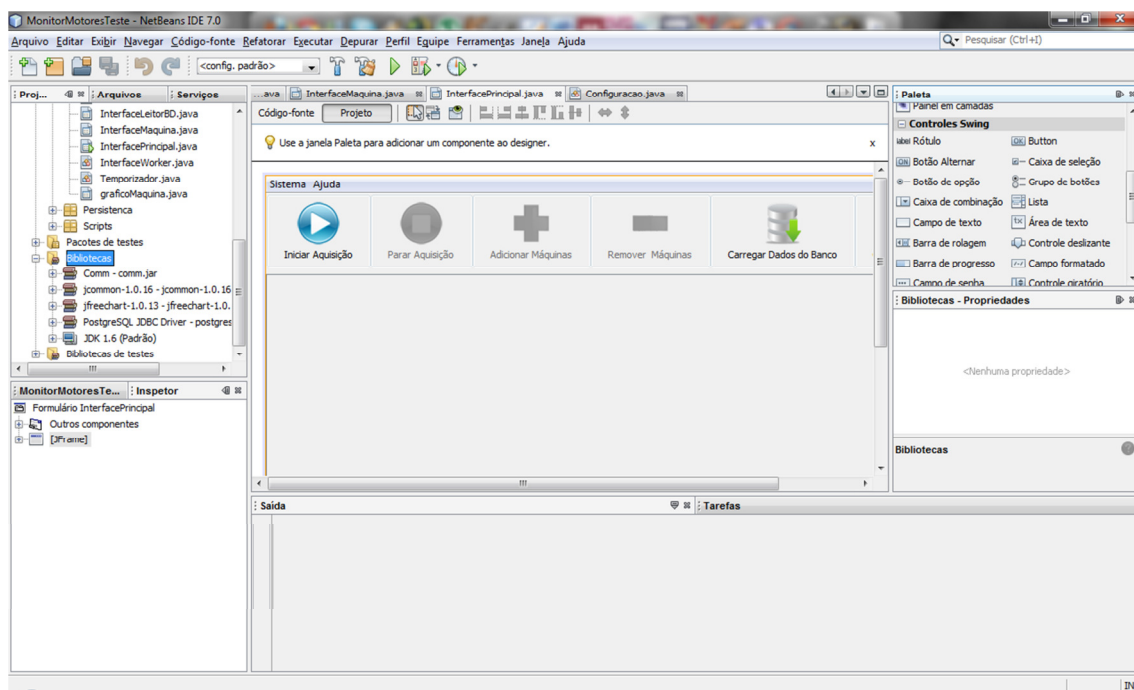 MonitorMotoresTeste - NetBeans IDE 7.0
Arquivo Editar Exibir Navegar Código-fonte Refatorar Executar Depurar Perfil Equipe Ferramentas Janela Ajuda
Pesquisar (Ctrl+I)
<config. padrão>
Proj... Arquivos Serviços
InterfaceLeitorBD.java
InterfaceMaquina.java
InterfacePrincipal.java
InterfaceWorker.java
Temporizador.java
graficoMaquina.java
Persistenca
Scripts
Pacotes de testes
Bibliotecas
Comm - comm.jar
jcommon-1.0.16 - jcommon-1.0.16
jfreechart-1.0.13 - jfreechart-1.0.
PostgreSQL JDBC Driver - postgres
JDK 1.6 (Padrão)
Bibliotecas de testes
MonitorMotoresTe... Inspetor
Formulário InterfacePrincipal
Outros componentes
[JFrame]
...ava InterfaceMaquina.java InterfacePrincipal.java Configuracao.java
Código-fonte Projeto
Use a janela Paleta para adicionar um componente ao designer. x
Sistema Ajuda
Iniciar Aquisição Parar Aquisição Adicionar Máquinas Remover Máquinas Carregar Dados do Banco
Saída
Tarefas
Paleta
Painel em camadas
Controles Swing
label Rótulo OK Button
ON Botão Alternar Caixa de seleção
Botão de opção Grupo de botões
Caixa de combinação Lista
Campo de texto tx Área de texto
Barra de rolagem Controle deslizante
Barra de progresso Campo formatado
Campo de senha Controle giratório
Bibliotecas - Propriedades
<Nenhuma propriedade>
Bibliotecas
IN